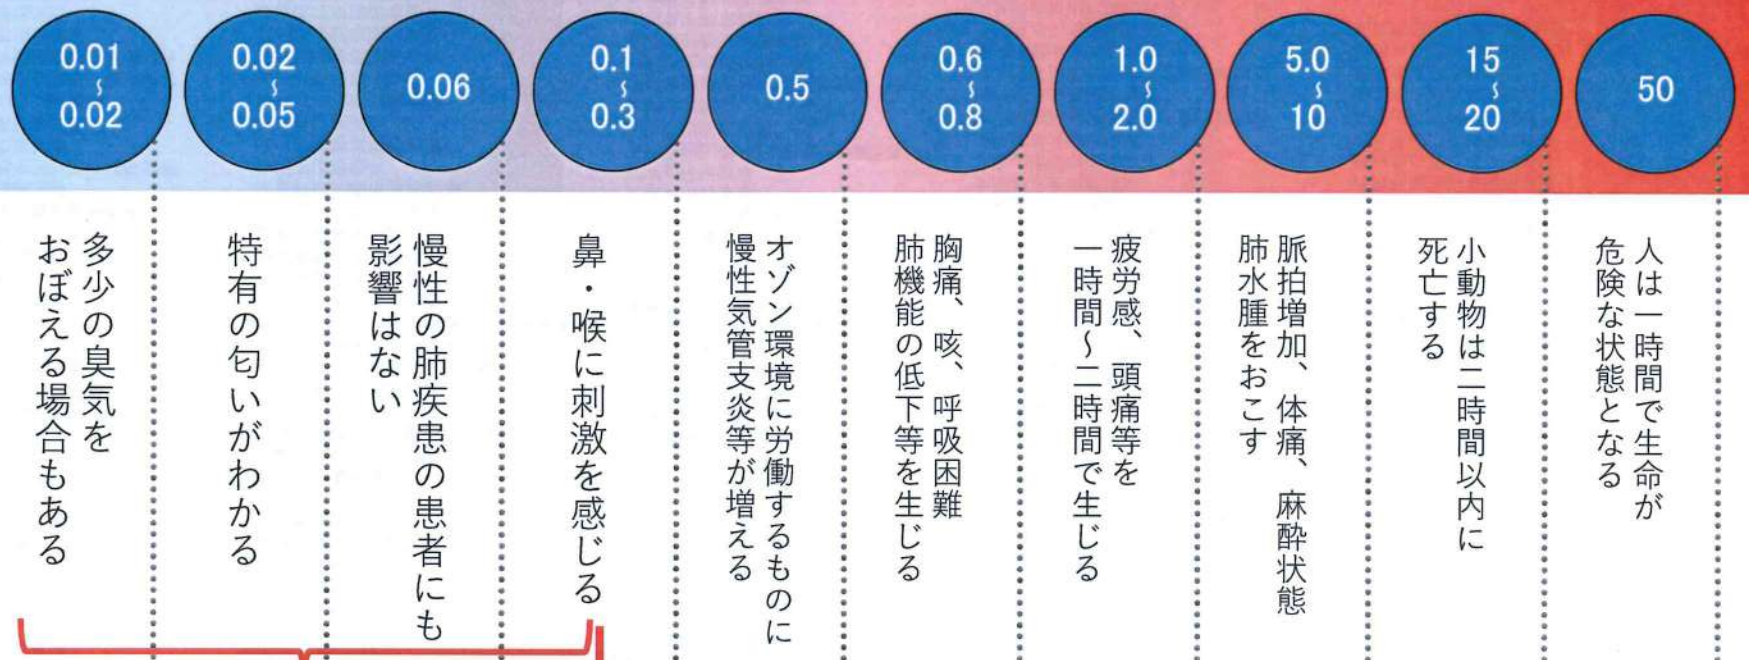 0.01
〜
0.02
0.02
〜
0.05
0.06
0.1
〜
0.3
0.5
0.6
〜
0.8
1.0
〜
2.0
5.0
〜
10
15
〜
20
50
多少の臭気を
おぼえる場合もある
特有の匂いがわかる
慢性の肺疾患の患者にも
影響はない
鼻・喉に刺激を感じる
オゾン環境に労働するものに
慢性気管支炎等が増える
胸痛、咳、呼吸困難
肺機能の低下等を生じる
疲労感、頭痛等を
一時間〜二時間で生じる
脈拍増加、体痛、麻酔状態
肺水腫をおこす
小動物は二時間以内に
死亡する
人は一時間で生命が
危険な状態となる